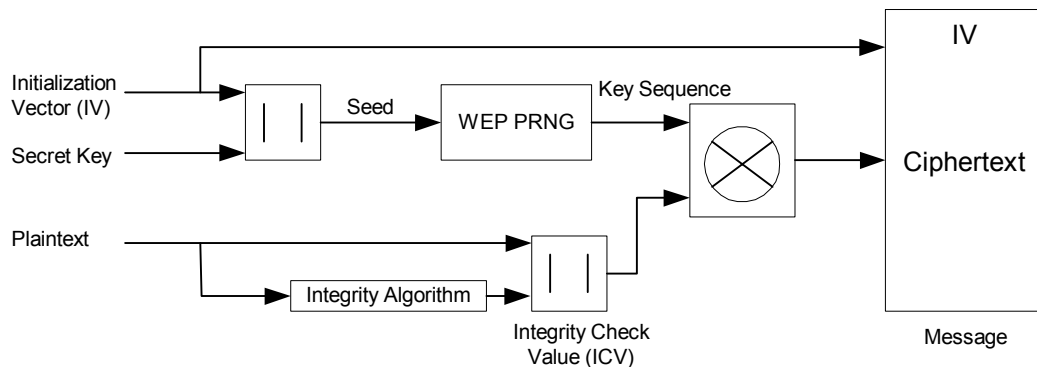 IV
Initialization
Vector (IV)
Seed
WEP PRNG
Key Sequence
Secret Key
Ciphertext
Plaintext
Integrity Algorithm
Integrity Check
Value (ICV)
Message